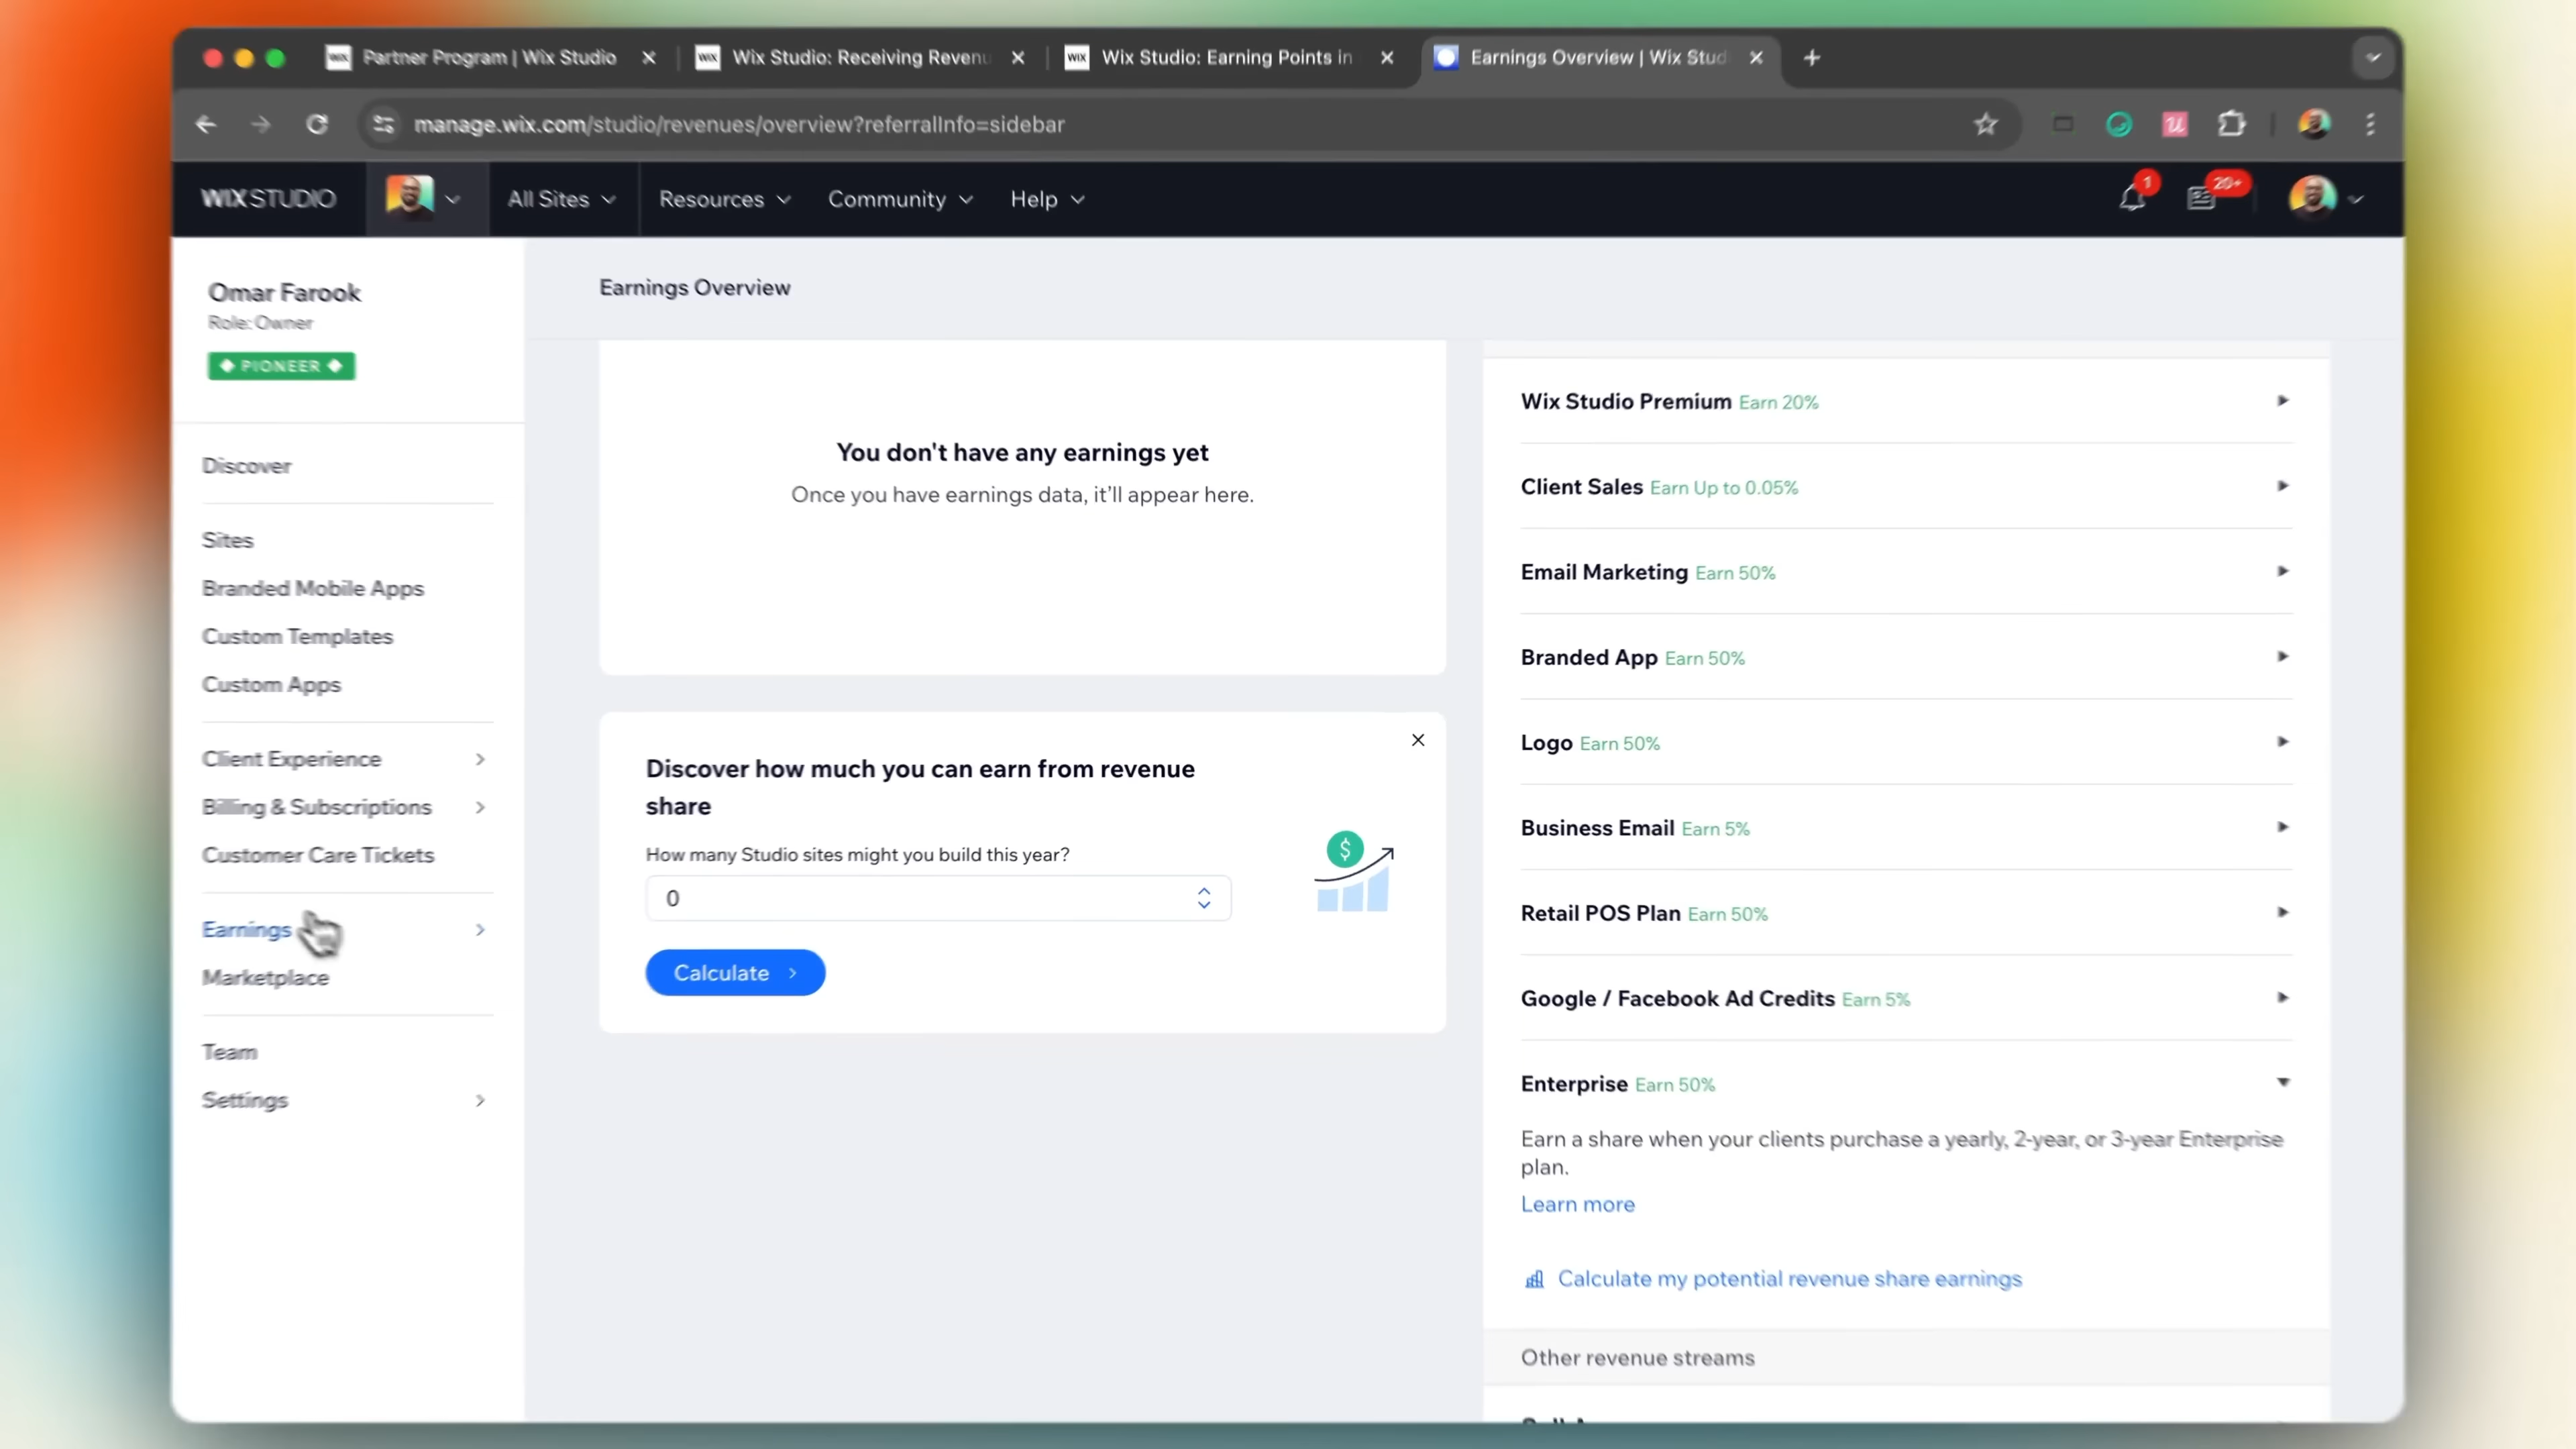 Partner Program | Wix Studio
Wix Studio: Receiving Revenu
Wix Studio: Earning Points in
Earnings Overview | Wix Stud
manage.wix.com/studio/revenues/overview?referralInfo=sidebar
WIX STUDIO
All Sites
Resources
Community
Help
1
20+
Omar Farook
Role: Owner
PIONEER
Discover
Sites
Branded Mobile Apps
Custom Templates
Custom Apps
Client Experience
Billing & Subscriptions
Customer Care Tickets
Earnings
Marketplace
Team
Settings
Earnings Overview
You don't have any earnings yet
Once you have earnings data, it'll appear here.
Discover how much you can earn from revenue
share
How many Studio sites might you build this year?
0
Calculate
Wix Studio Premium Earn 20%
Client Sales Earn Up to 0.05%
Email Marketing Earn 50%
Branded App Earn 50%
Logo Earn 50%
Business Email Earn 5%
Retail POS Plan Earn 50%
Google / Facebook Ad Credits Earn 5%
Enterprise Earn 50%
Earn a share when your clients purchase a yearly, 2-year, or 3-year Enterprise
plan.
Learn more
Calculate my potential revenue share earnings
Other revenue streams